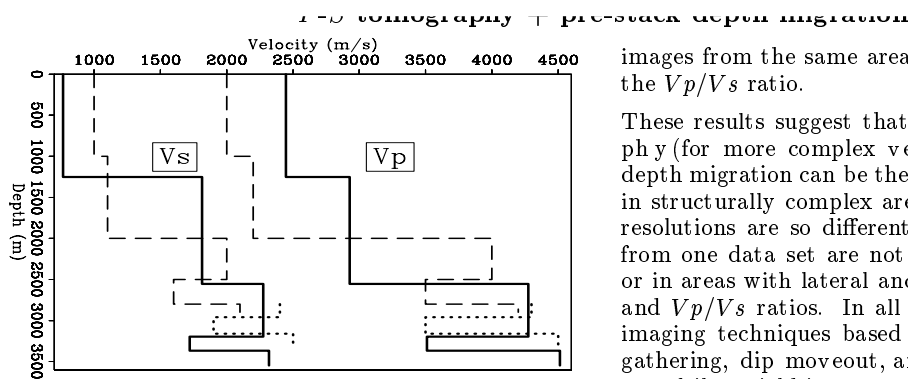 P-S tomography + pre-stack depth migration
Velocity (m/s)
1000 1500 2000 2500 3000 3500 4000 4500
0 500 1000 1500 2000 2500 3000 3500
Depth (m)
Vs
Vp
images from the same area
the Vp/Vs ratio.
These results suggest that
ph y (for more complex ve
depth migration can be the
in structurally complex are
resolutions are so different
from one data set are not
or in areas with lateral and
and Vp/Vs ratios. In all
imaging techniques based
gathering, dip moveout, a